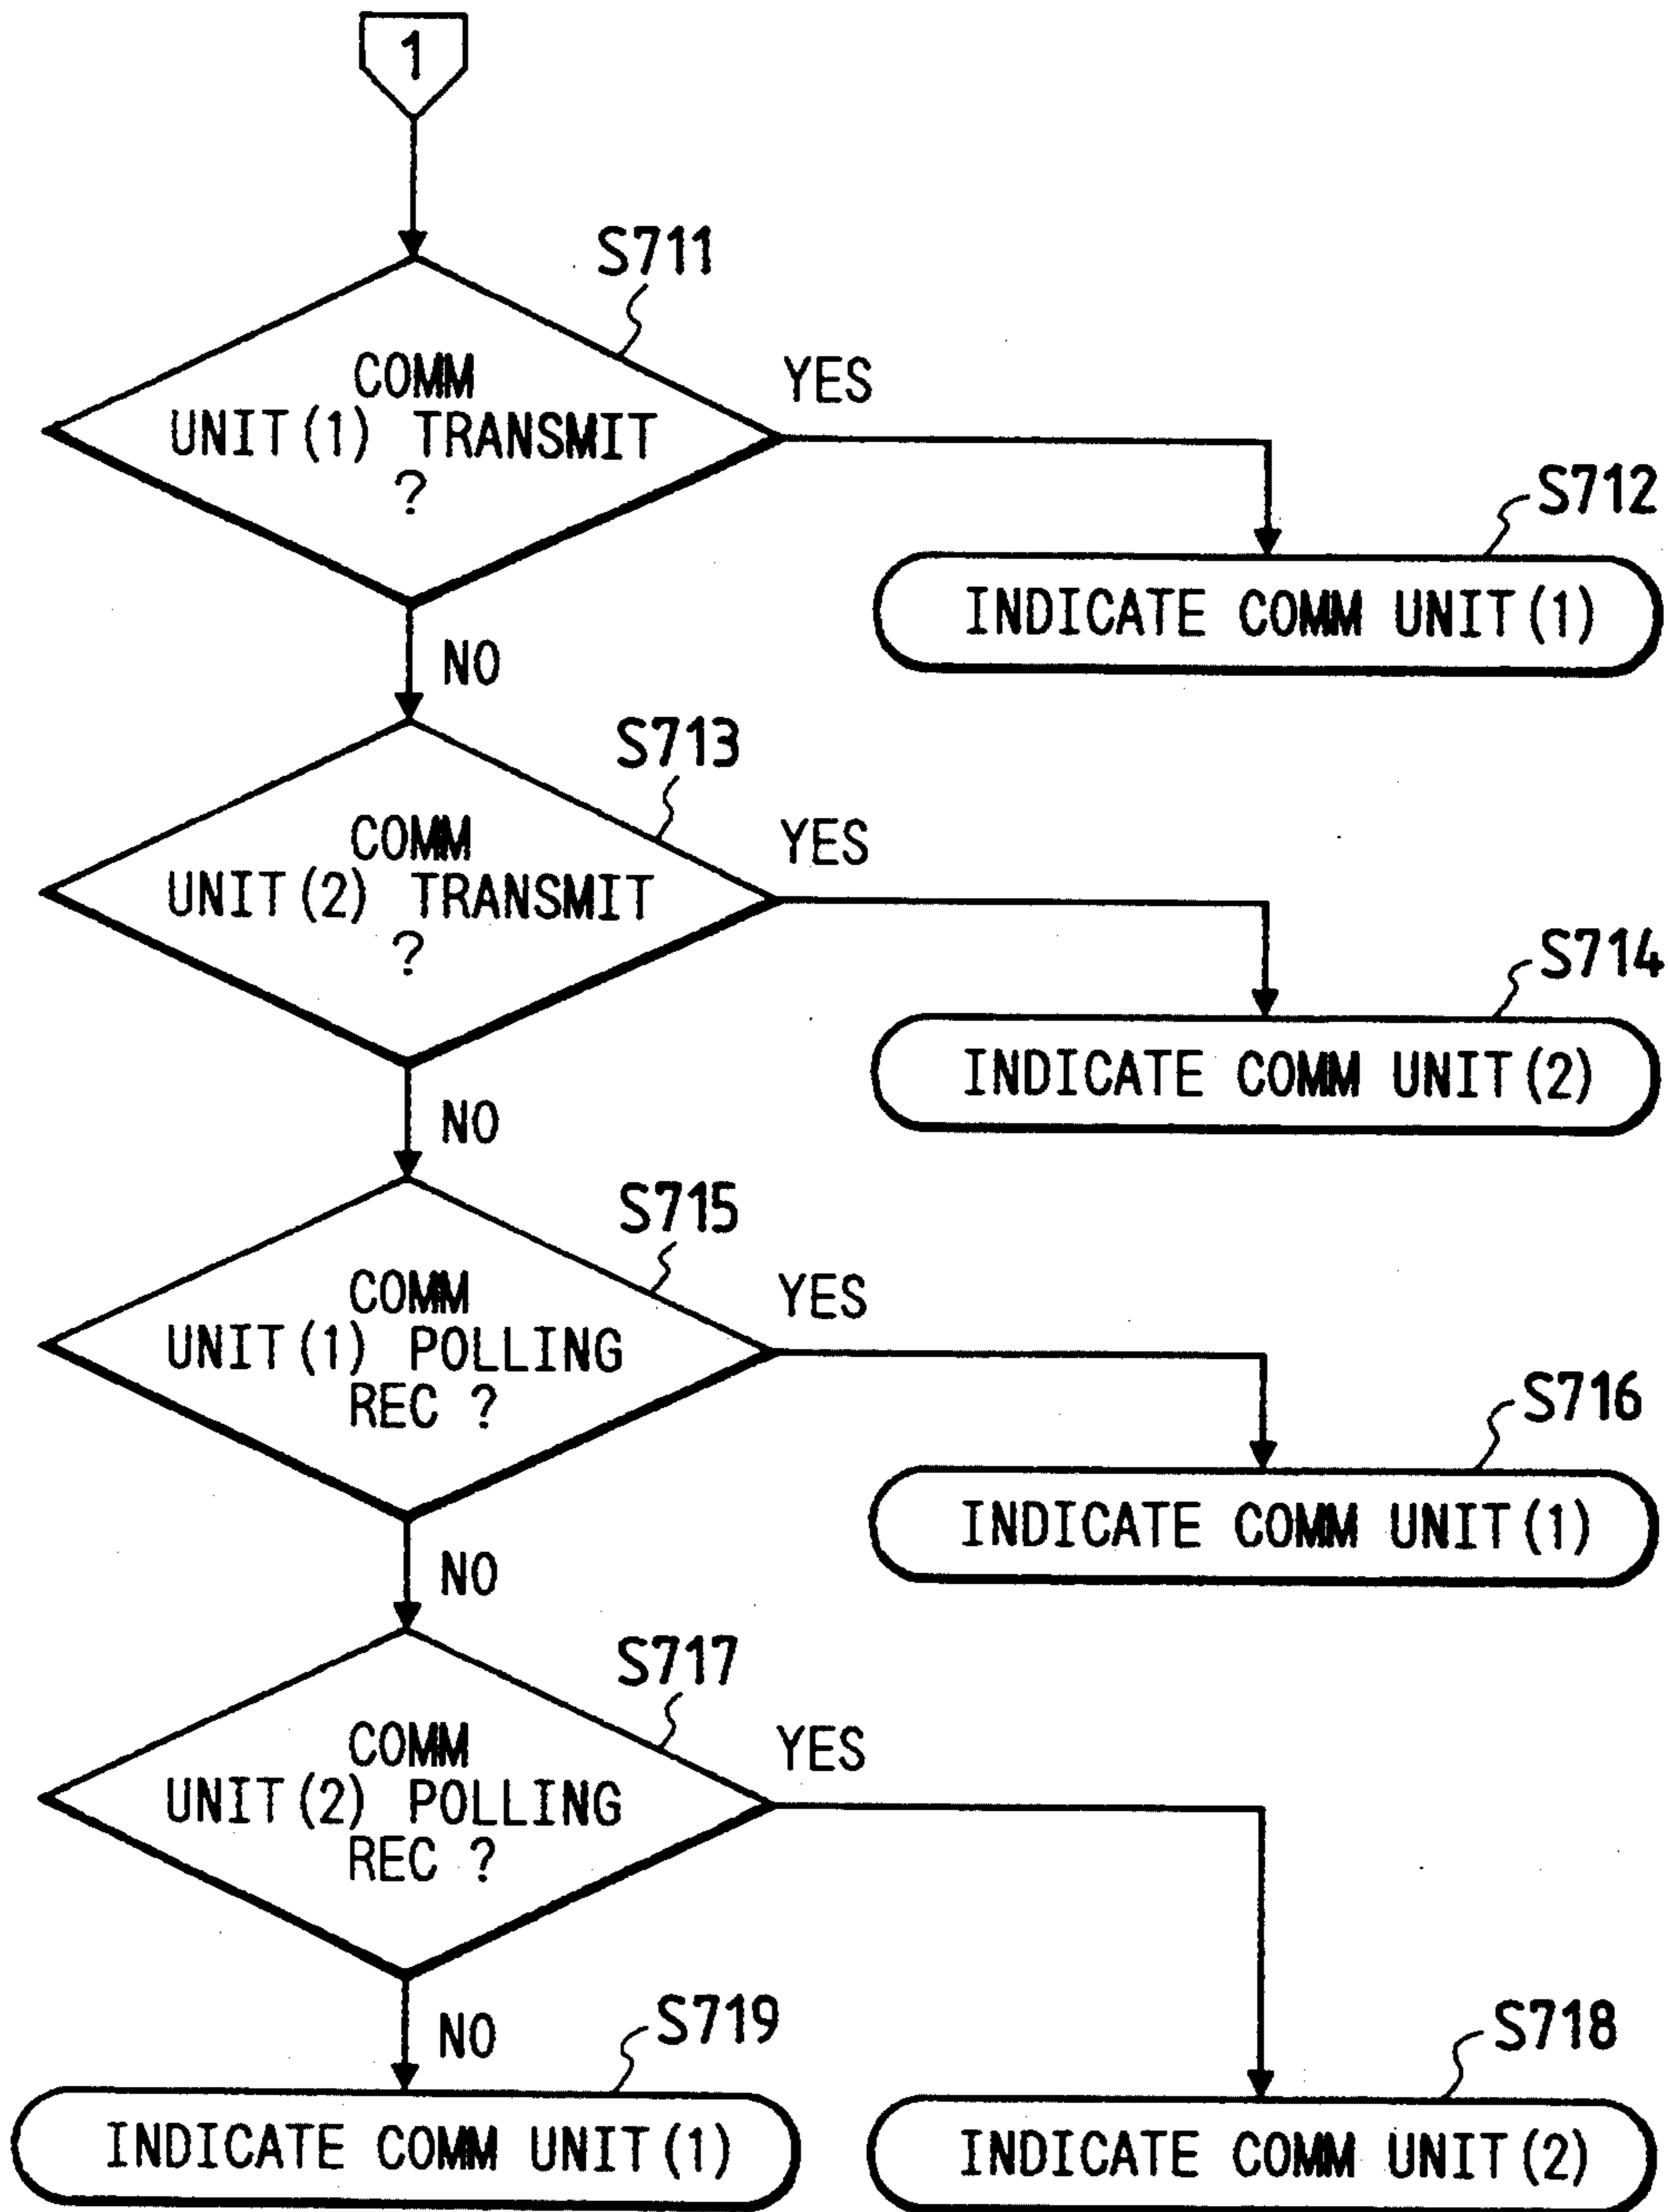 1
S711
COMM
UNIT(1) TRANSMIT
?
YES
S712
INDICATE COMM UNIT(1)
NO
S713
COMM
UNIT(2) TRANSMIT
?
YES
S714
INDICATE COMM UNIT(2)
NO
S715
COMM
UNIT(1) POLLING
REC ?
YES
S716
INDICATE COMM UNIT(1)
NO
S717
COMM
UNIT(2) POLLING
REC ?
YES
NO
S719
S718
INDICATE COMM UNIT(1)
INDICATE COMM UNIT(2)